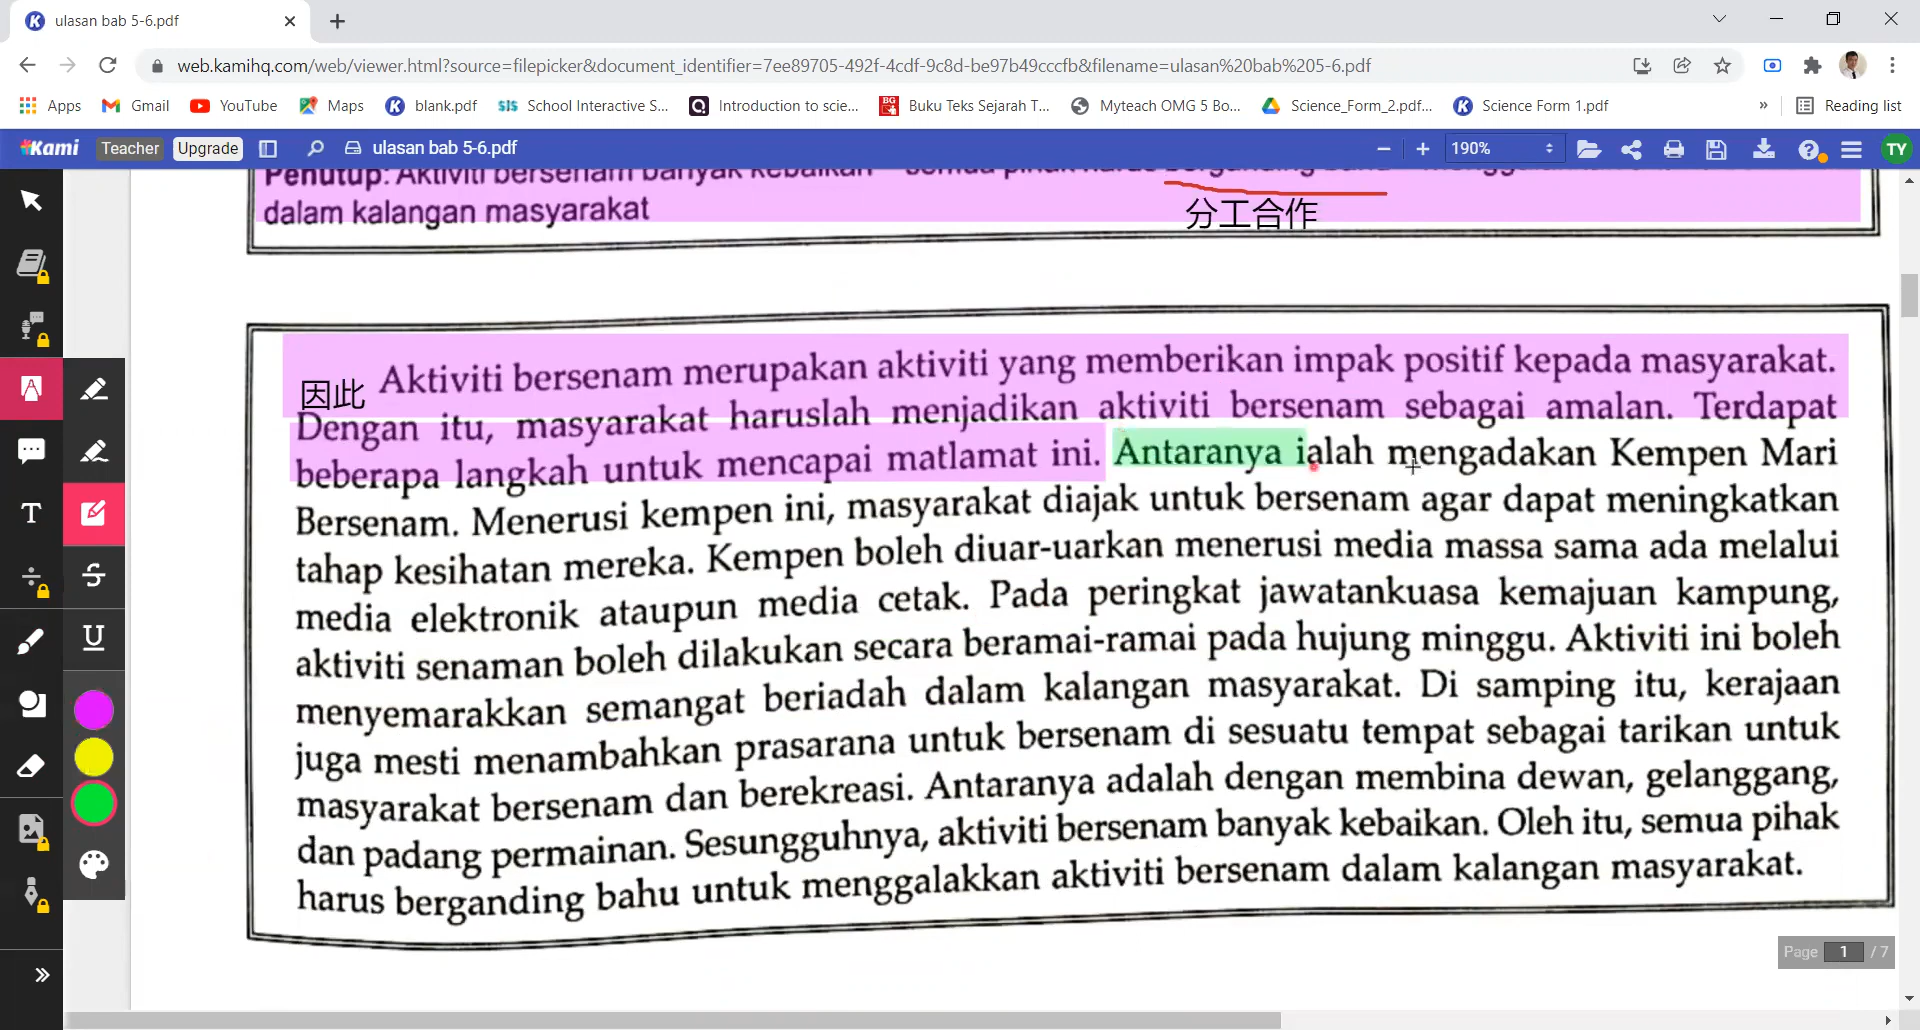 ulasan bab 5-6.pdf
web.kamihq.com/web/viewer.html?source=filepicker&document_identifier=7ee89705-492f-4cdf-9c8d-be97b49cccfb&filename=ulasan%20bab%205-6.pdf
Apps Gmail YouTube Maps blank.pdf School Interactive S... Introduction to scie... Buku Teks Sejarah T... Myteach OMG 5 Bo... Science_Form_2.pdf... Science Form 1.pdf » Reading list
Kami Teacher Upgrade ulasan bab 5-6.pdf 190% TY
Penutup: Aktiviti bersenam banyak kebaikan semua pihak harus berganding bahu
dalam kalangan masyarakat
分工合作
Aktiviti bersenam merupakan aktiviti yang memberikan impak positif kepada masyarakat.
因此
Dengan itu, masyarakat haruslah menjadikan aktiviti bersenam sebagai amalan. Terdapat
beberapa langkah untuk mencapai matlamat ini. Antaranya ialah mengadakan Kempen Mari
Bersenam. Menerusi kempen ini, masyarakat diajak untuk bersenam agar dapat meningkatkan
tahap kesihatan mereka. Kempen boleh diuar-uarkan menerusi media massa sama ada melalui
media elektronik ataupun media cetak. Pada peringkat jawatankuasa kemajuan kampung,
aktiviti senaman boleh dilakukan secara beramai-ramai pada hujung minggu. Aktiviti ini boleh
menyemarakkan semangat beriadah dalam kalangan masyarakat. Di samping itu, kerajaan
juga mesti menambahkan prasarana untuk bersenam di sesuatu tempat sebagai tarikan untuk
masyarakat bersenam dan berekreasi. Antaranya adalah dengan membina dewan, gelanggang,
dan padang permainan. Sesungguhnya, aktiviti bersenam banyak kebaikan. Oleh itu, semua pihak
harus berganding bahu untuk menggalakkan aktiviti bersenam dalam kalangan masyarakat.
Page 1 / 7